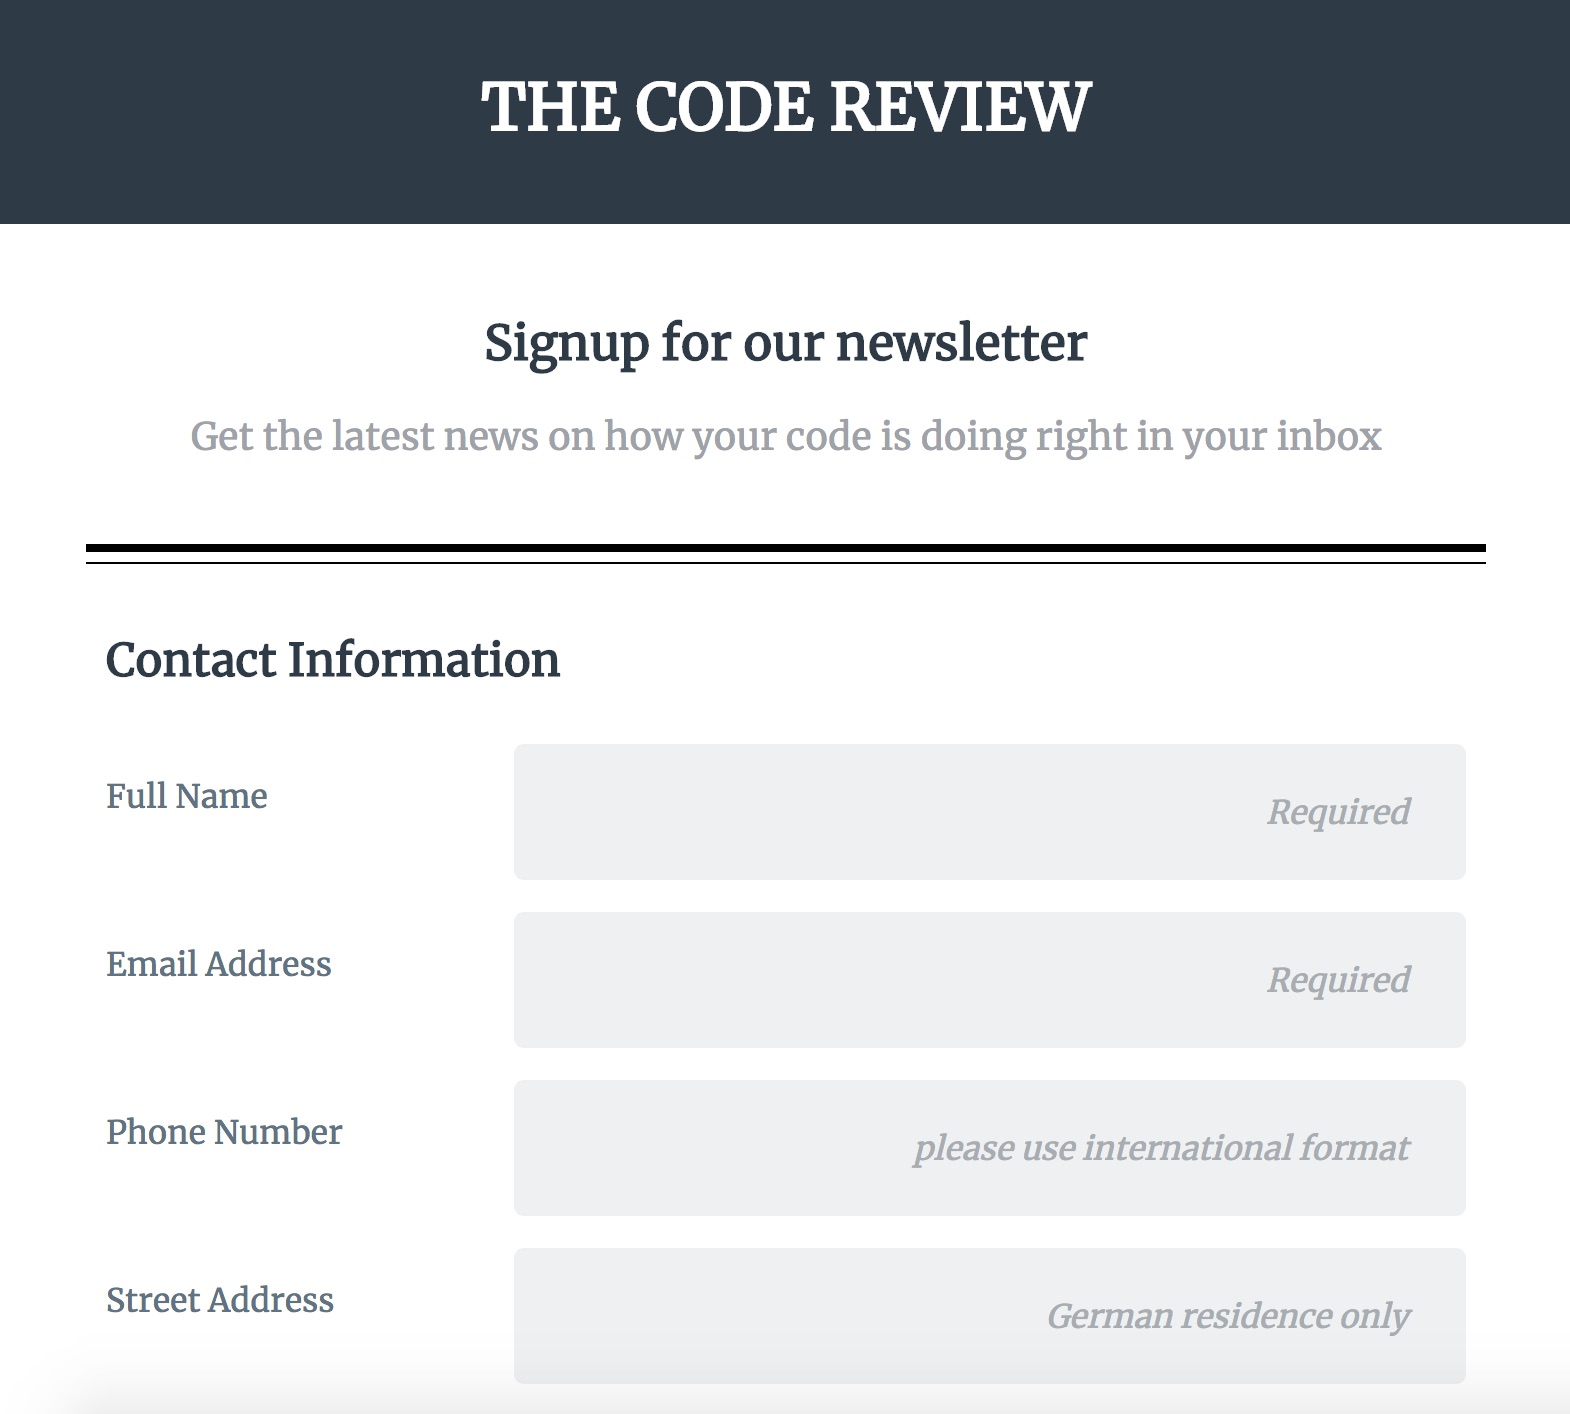 THE CODE REVIEW
Signup for our newsletter
Get the latest news on how your code is doing right in your inbox
Contact Information
Full Name
Required
Email Address
Required
Phone Number
please use international format
Street Address
German residence only